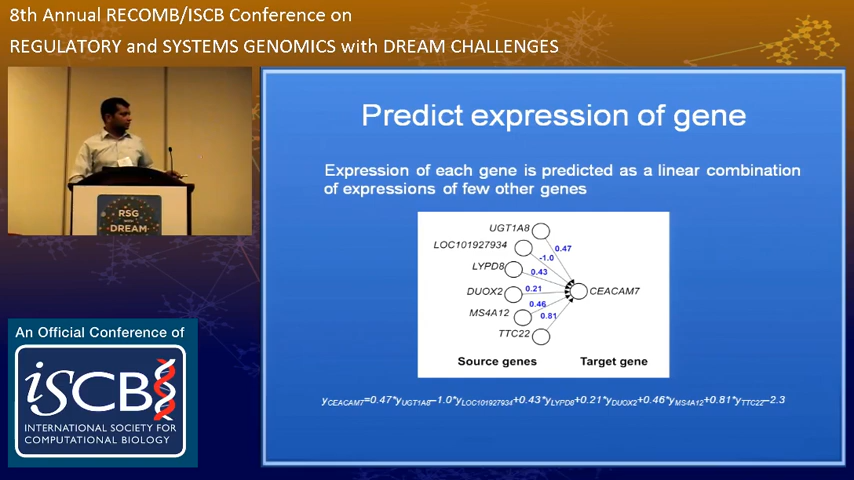 8th Annual RECOMB/ISCB Conference on
REGULATORY and SYSTEMS GENOMICS with DREAM CHALLENGES
RSG
DREAM
An Official Conference of
iSCB
INTERNATIONAL SOCIETY FOR
COMPUTATIONAL BIOLOGY
Predict expression of gene
Expression of each gene is predicted as a linear combination
of expressions of few other genes
UGT1A8
LOC101927934
LYPD8
DUOX2
MS4A12
TTC22
0.47
-1.0
0.43
0.21
0.46
0.81
CEACAM7
Source genes Target gene
yCEACAM7=0.47*yUGT1A8–1.0*yLOC101927934+0.43*yLYPD8+0.21*yDUOX2+0.46*yMS4A12+0.81*yTTC22–2.3